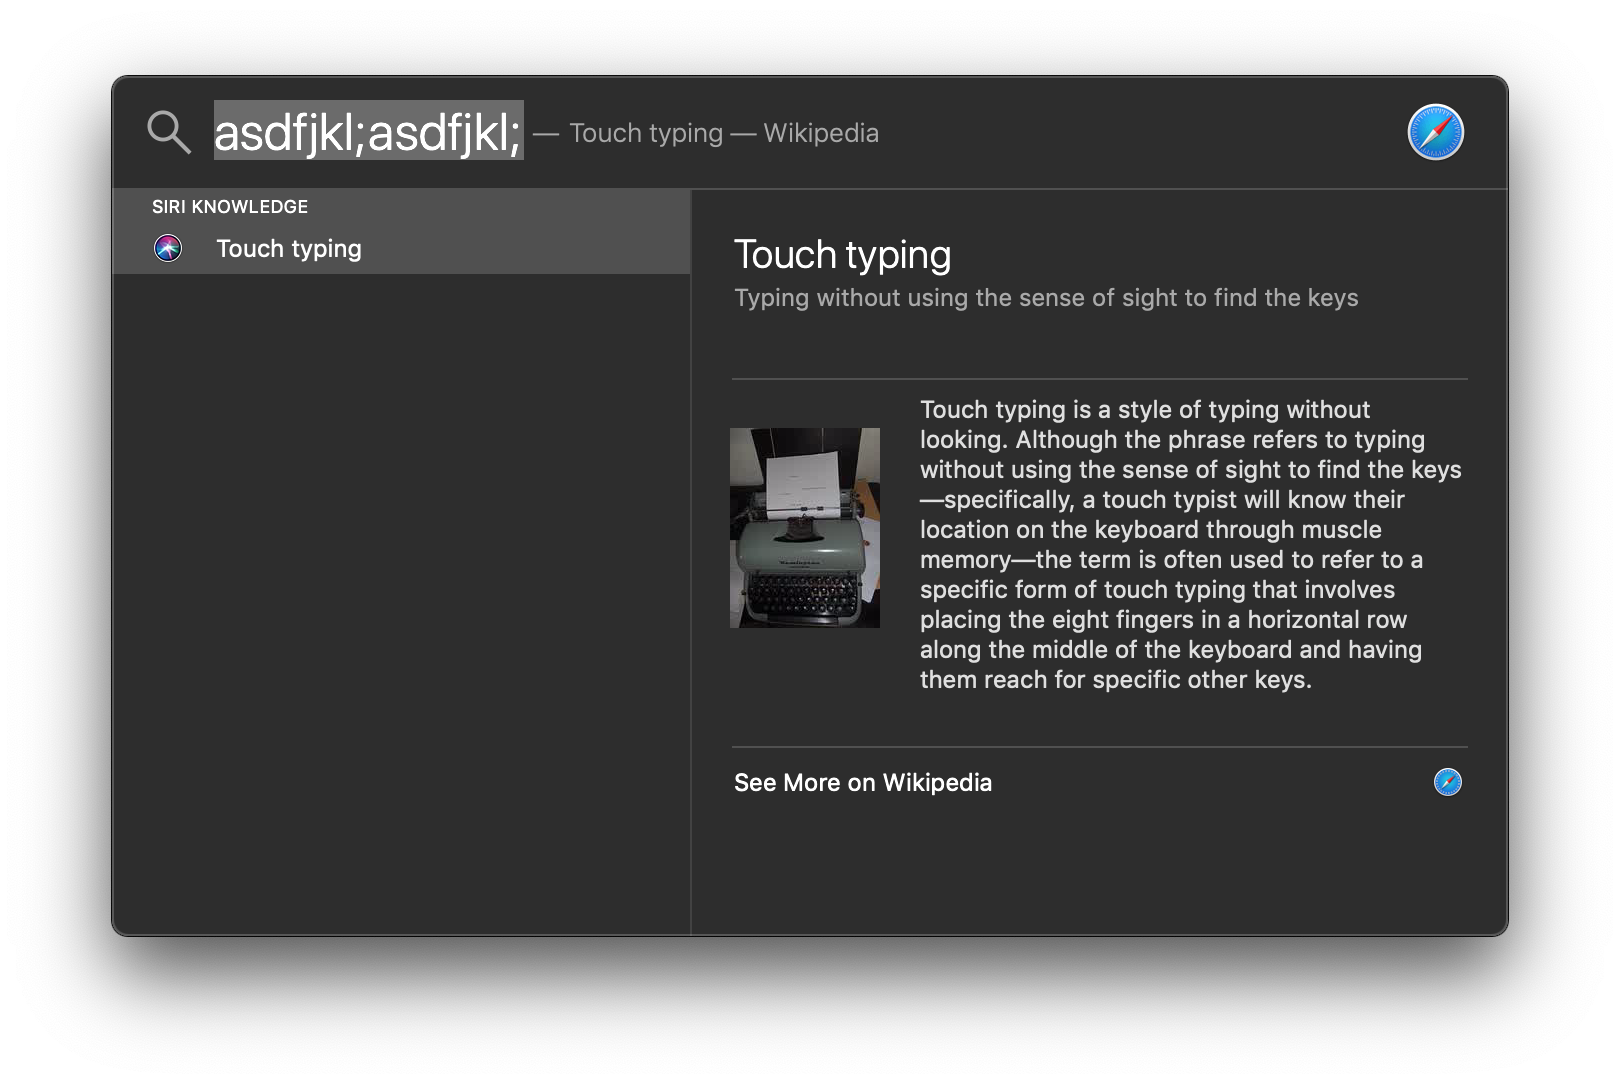 asdfjkl;asdfjkl; — Touch typing — Wikipedia
SIRI KNOWLEDGE
Touch typing
Touch typing
Typing without using the sense of sight to find the keys
Touch typing is a style of typing without
looking. Although the phrase refers to typing
without using the sense of sight to find the keys
—specifically, a touch typist will know their
location on the keyboard through muscle
memory—the term is often used to refer to a
specific form of touch typing that involves
placing the eight fingers in a horizontal row
along the middle of the keyboard and having
them reach for specific other keys.
See More on Wikipedia